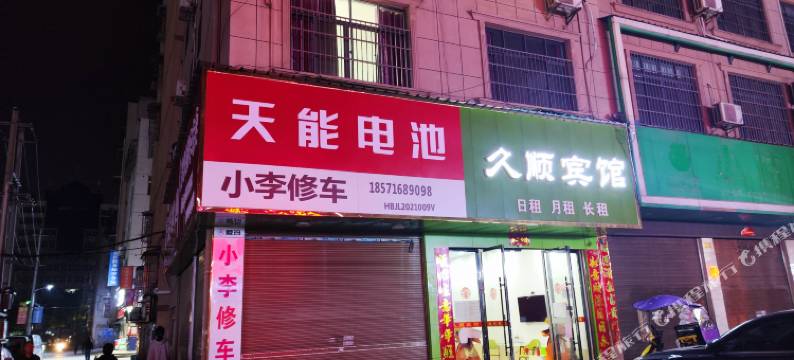 天能电池
小李修车
18571689098
HBJL2021009V
久顺宾馆
日租 月租 长租
小李修车